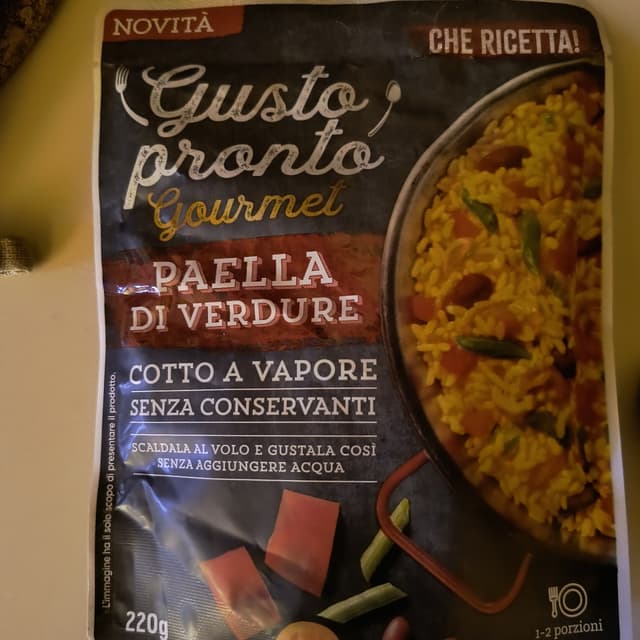 NOVITÀ
CHE RICETTA!
Gusto
pronto
Gourmet
PAELLA
DI VERDURE
COTTO A VAPORE
SENZA CONSERVANTI
SCALDALA AL VOLO E GUSTALA COSÌ
SENZA AGGIUNGERE ACQUA
L'immagine ha il solo scopo di presentare il prodotto.
220g
1-2 porzioni